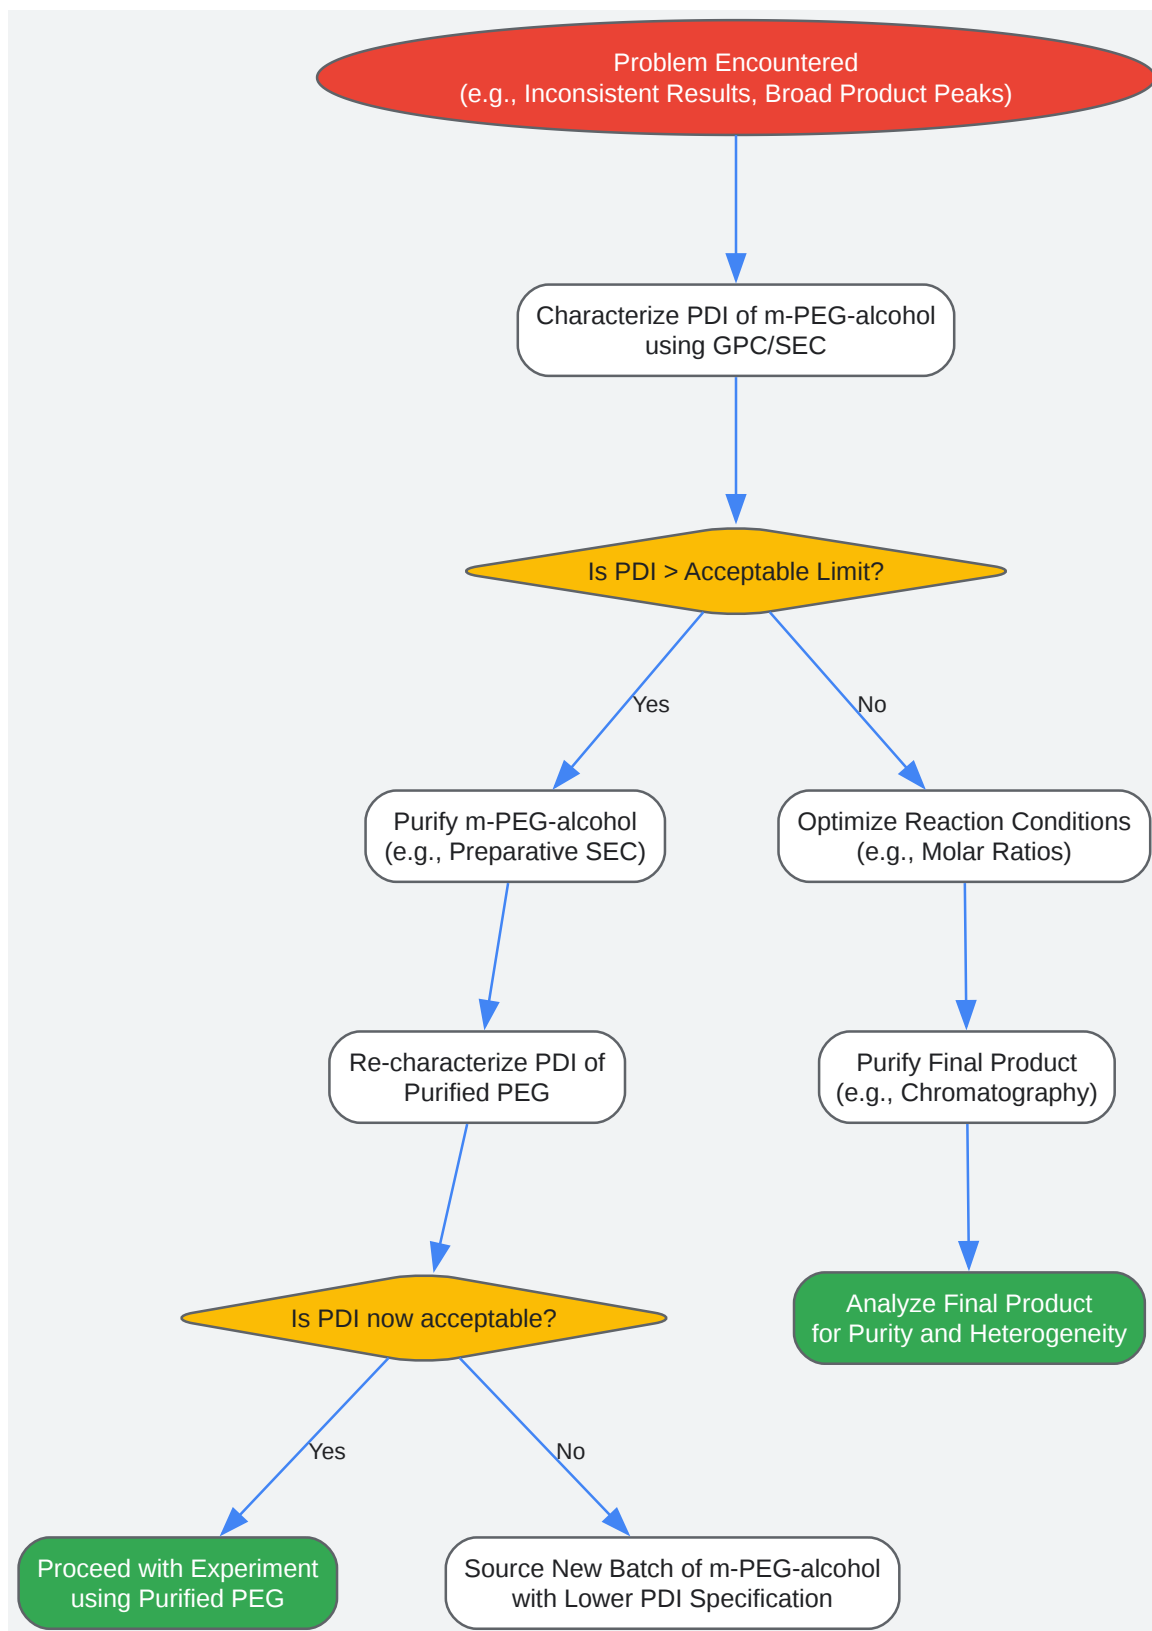 Problem Encountered
(e.g., Inconsistent Results, Broad Product Peaks)
Characterize PDI of m-PEG-alcohol
using GPC/SEC
Is PDI > Acceptable Limit?
Yes
No
Purify m-PEG-alcohol
(e.g., Preparative SEC)
Optimize Reaction Conditions
(e.g., Molar Ratios)
Re-characterize PDI of
Purified PEG
Purify Final Product
(e.g., Chromatography)
Is PDI now acceptable?
Analyze Final Product
for Purity and Heterogeneity
Yes
No
Proceed with Experiment
using Purified PEG
Source New Batch of m-PEG-alcohol
with Lower PDI Specification